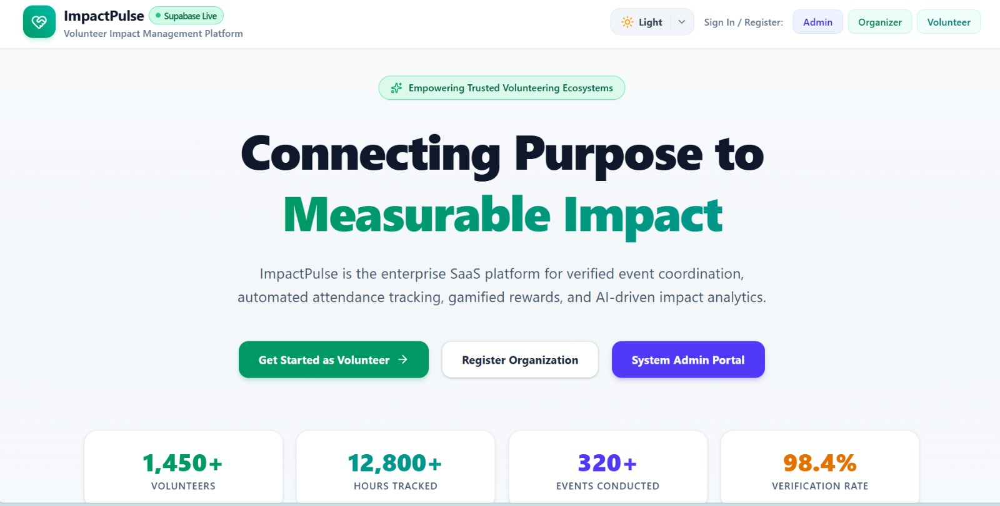 ImpactPulse
Supabase Live
Volunteer Impact Management Platform
Light
Sign In / Register:
Admin
Organizer
Volunteer
Empowering Trusted Volunteering Ecosystems
Connecting Purpose to
Measurable Impact
ImpactPulse is the enterprise SaaS platform for verified event coordination,
automated attendance tracking, gamified rewards, and AI-driven impact analytics.
Get Started as Volunteer →
Register Organization
System Admin Portal
1,450+
VOLUNTEERS
12,800+
HOURS TRACKED
320+
EVENTS CONDUCTED
98.4%
VERIFICATION RATE